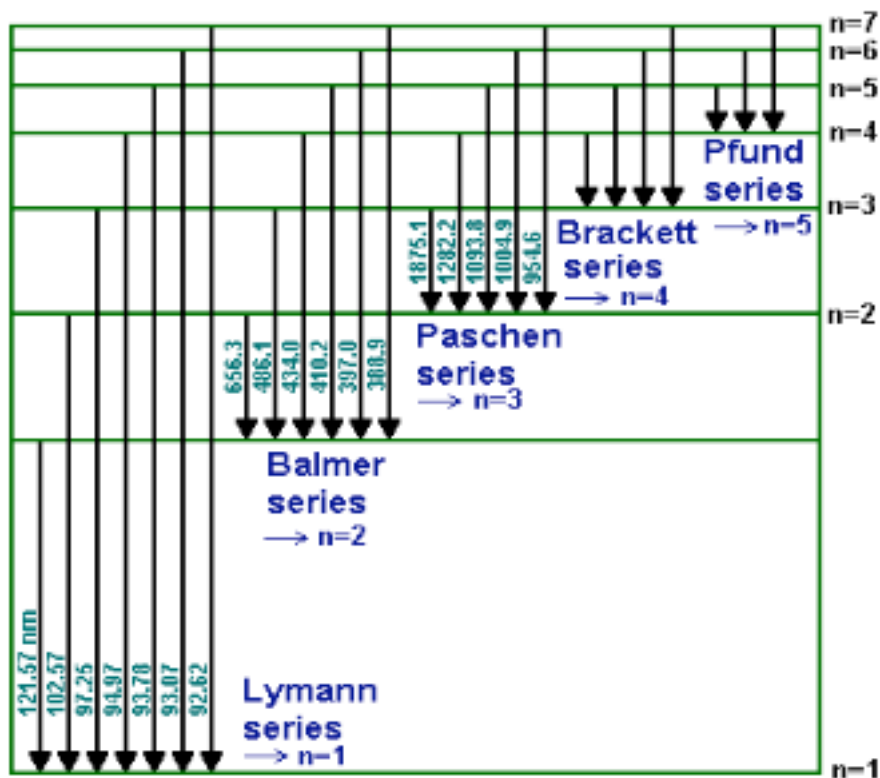 n=7
n=6
n=5
n=4
Pfund
series
→ n=5
n=3
Brackett
series
→ n=4
1875.1
1282.2
1093.8
1004.9
954.6
n=2
Paschen
series
→ n=3
656.3
486.1
434.0
410.2
397.0
388.9
Balmer
series
→ n=2
121.57 nm
102.57
97.25
94.97
93.78
93.07
92.62
Lymann
series
→ n=1
n=1